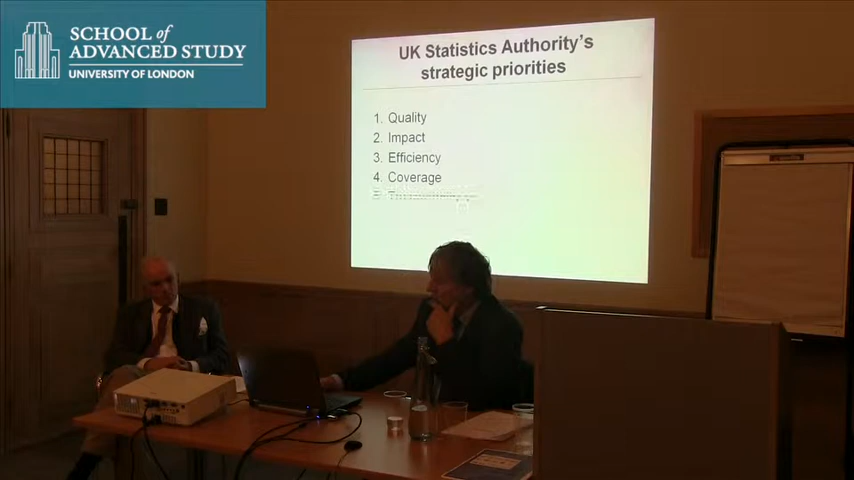 SCHOOL of
ADVANCED STUDY
UNIVERSITY OF LONDON
UK Statistics Authority's
strategic priorities
1. Quality
2. Impact
3. Efficiency
4. Coverage